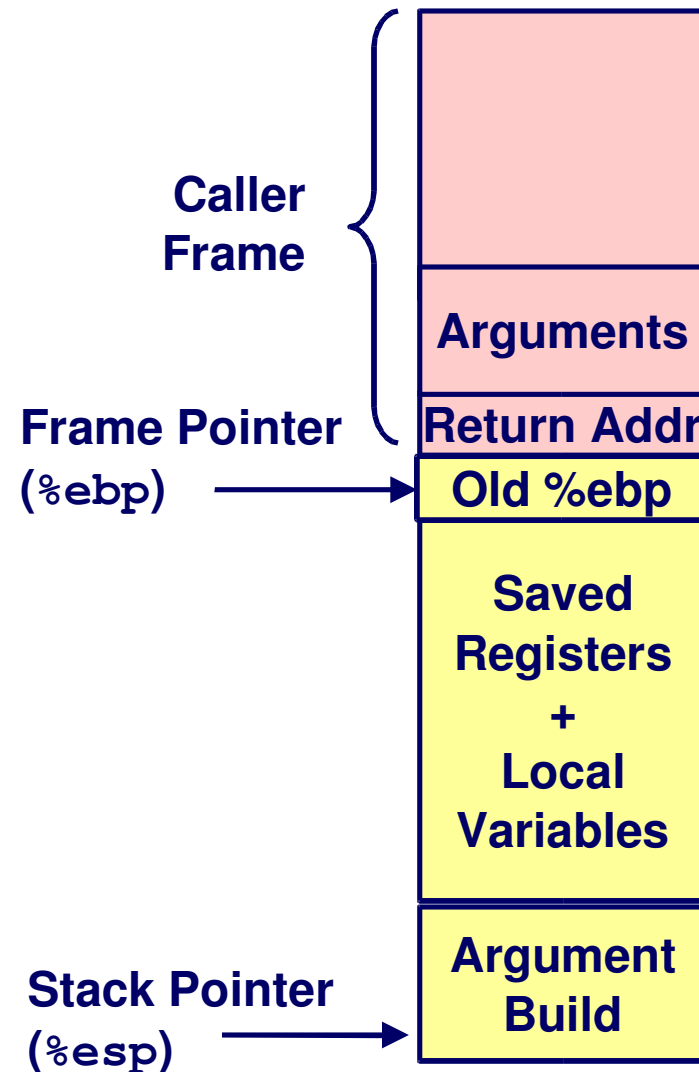 Caller
Frame
Arguments
Frame Pointer
(%ebp)
Return Addr
Old %ebp
Saved
Registers
+
Local
Variables
Argument
Build
Stack Pointer
(%esp)